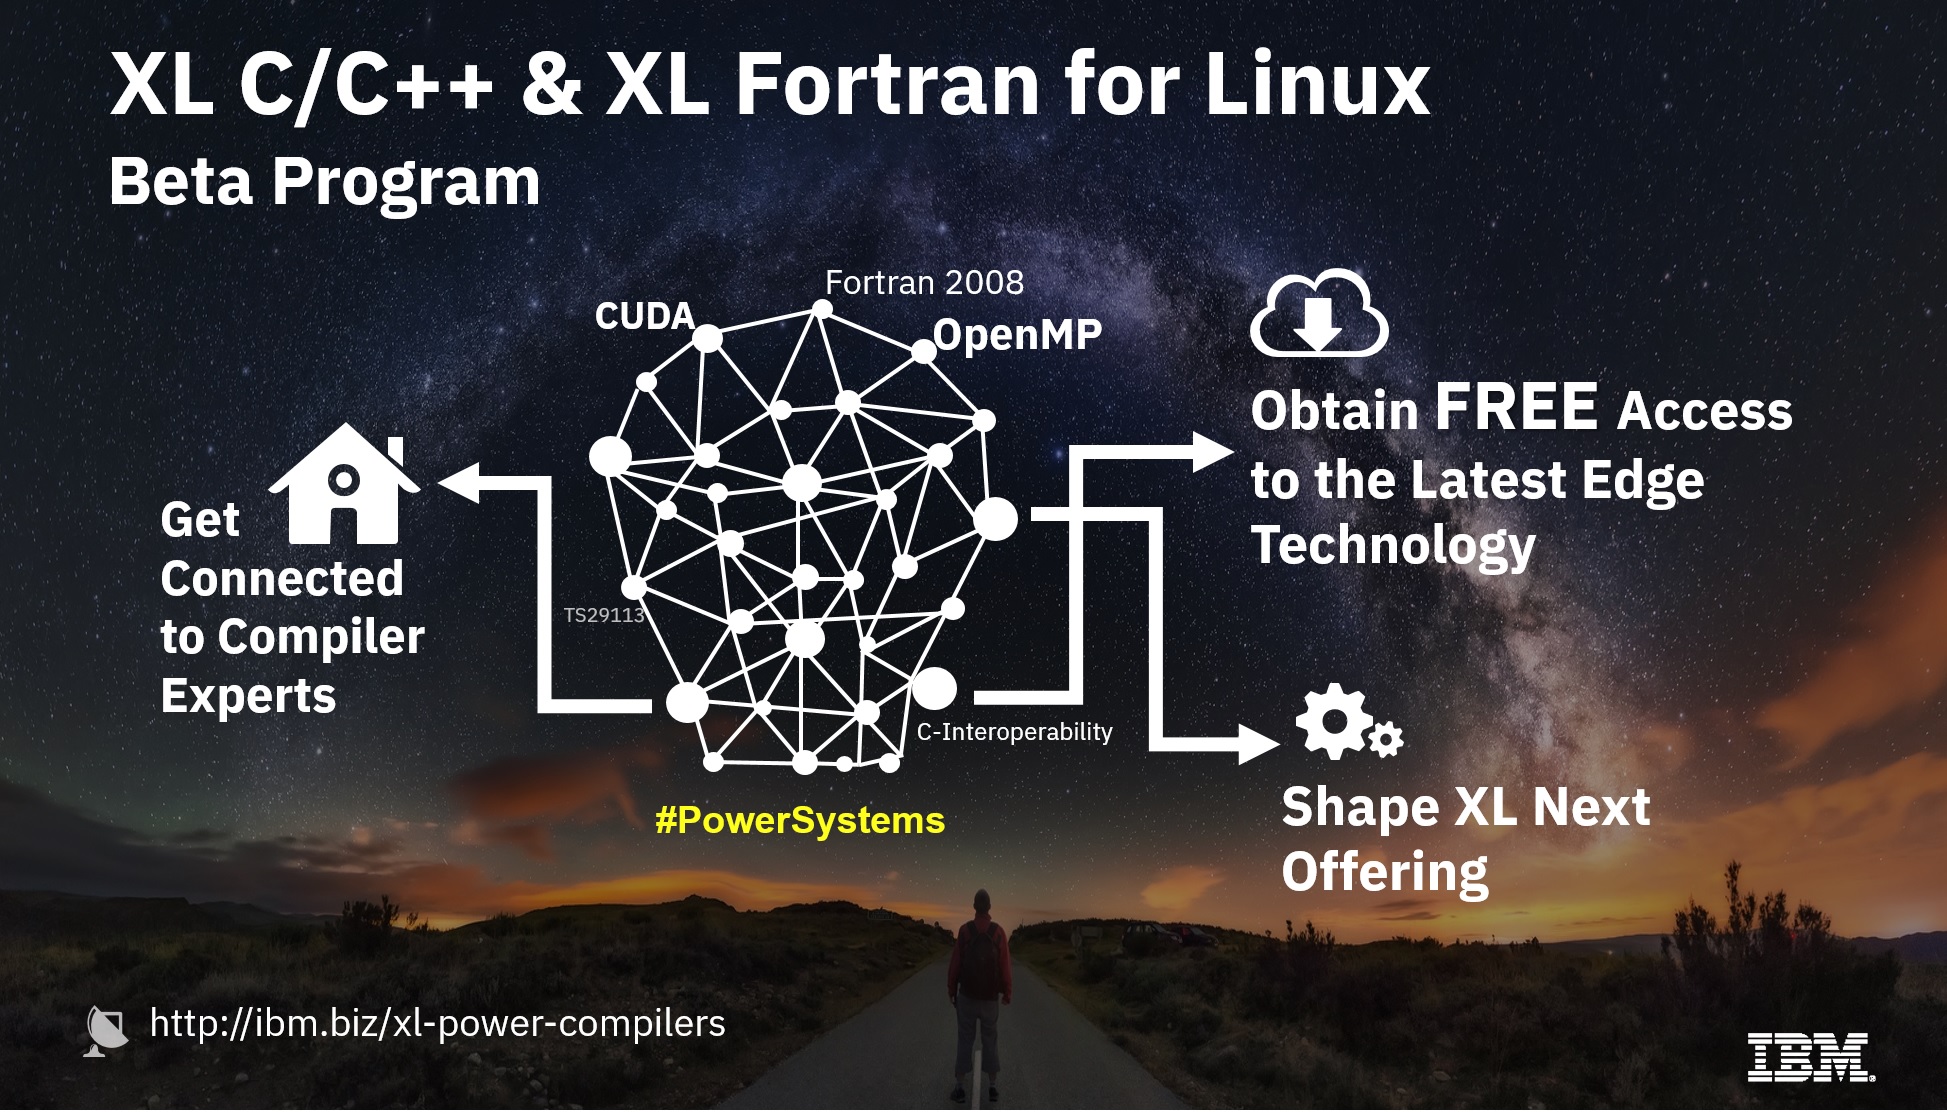 XL C/C++ & XL Fortran for Linux
Beta Program
Fortran 2008
CUDA
OpenMP
Obtain FREE Access
to the Latest Edge
Technology
Get
Connected
to Compiler
Experts
TS29113
C-Interoperability
#PowerSystems
Shape XL Next
Offering
http://ibm.biz/xl-power-compilers
IBM®